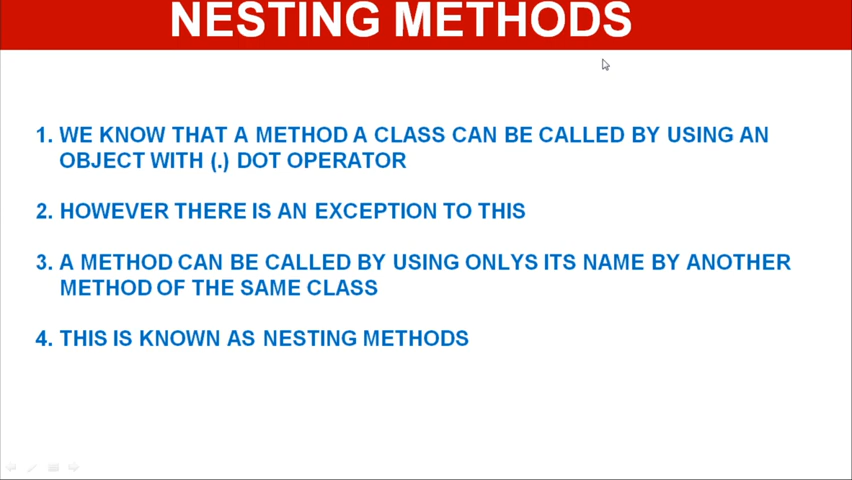 NESTING METHODS
1. WE KNOW THAT A METHOD A CLASS CAN BE CALLED BY USING AN
OBJECT WITH (.) DOT OPERATOR
2. HOWEVER THERE IS AN EXCEPTION TO THIS
3. A METHOD CAN BE CALLED BY USING ONLYS ITS NAME BY ANOTHER
METHOD OF THE SAME CLASS
4. THIS IS KNOWN AS NESTING METHODS